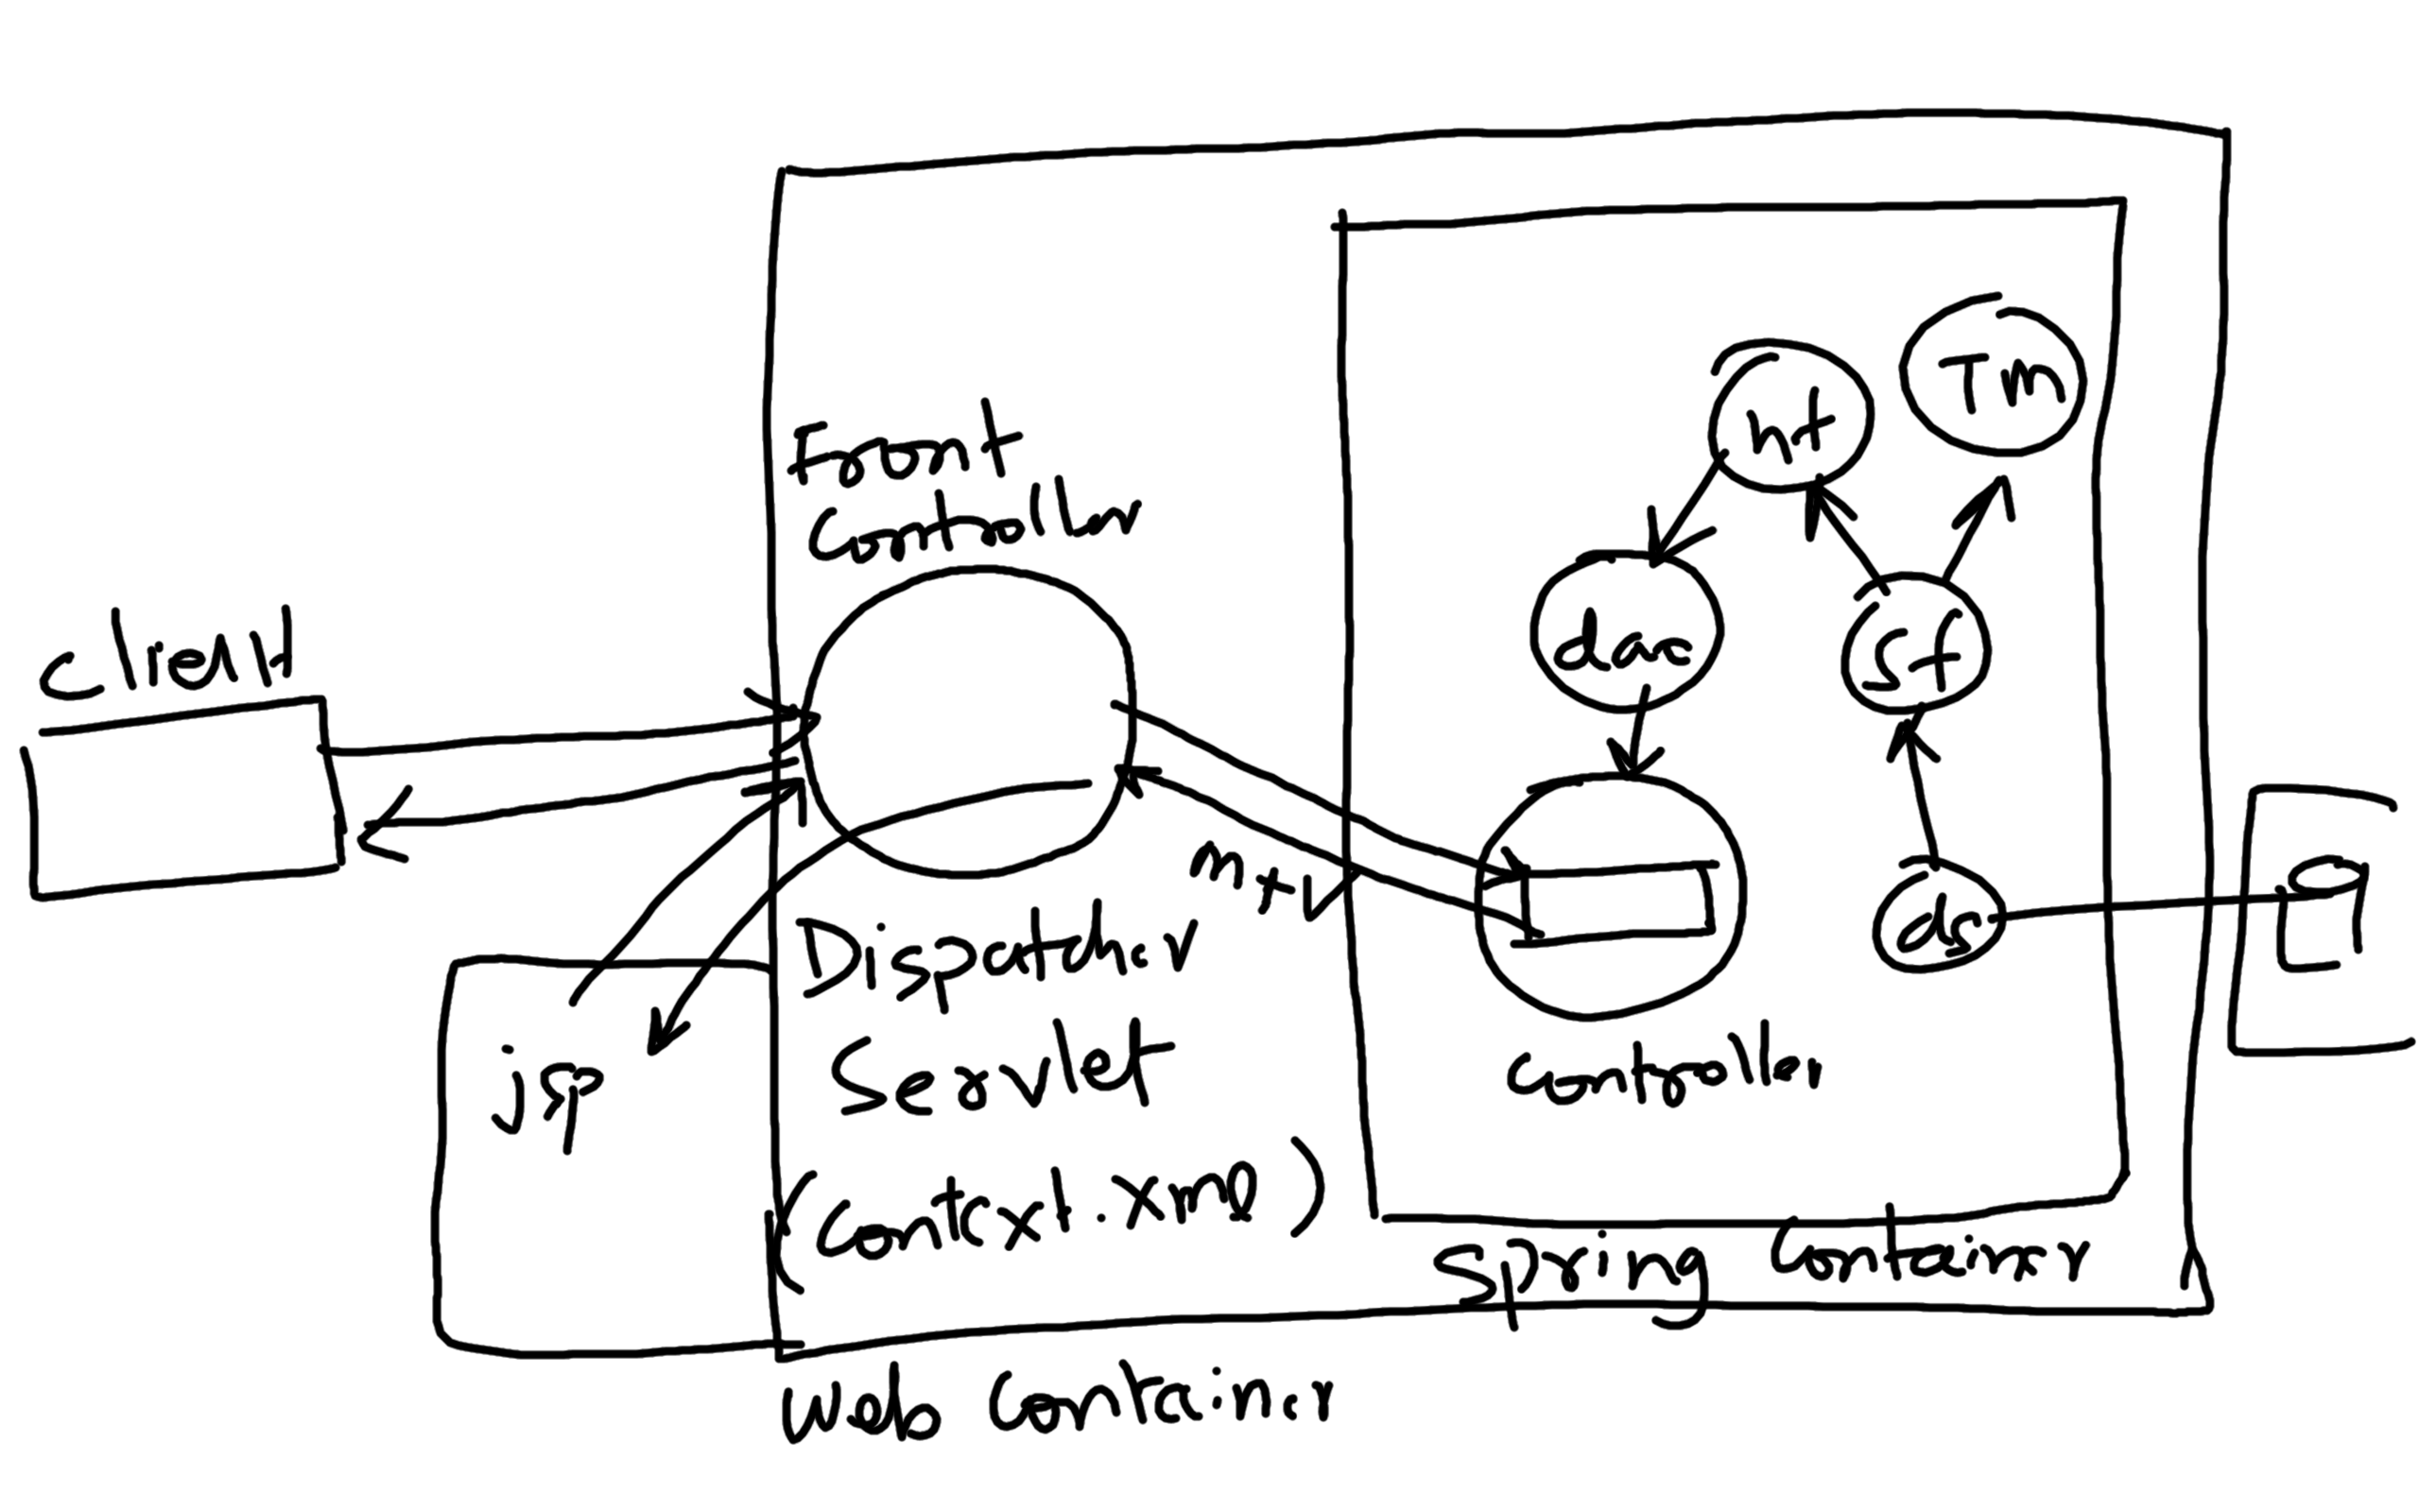 client
Front
Controller
Dispatcher
Servlet
(Context.xml)
jsp
m+v
ht
Tm
dao
sf
ds
Controller
Spring Container
Web Container